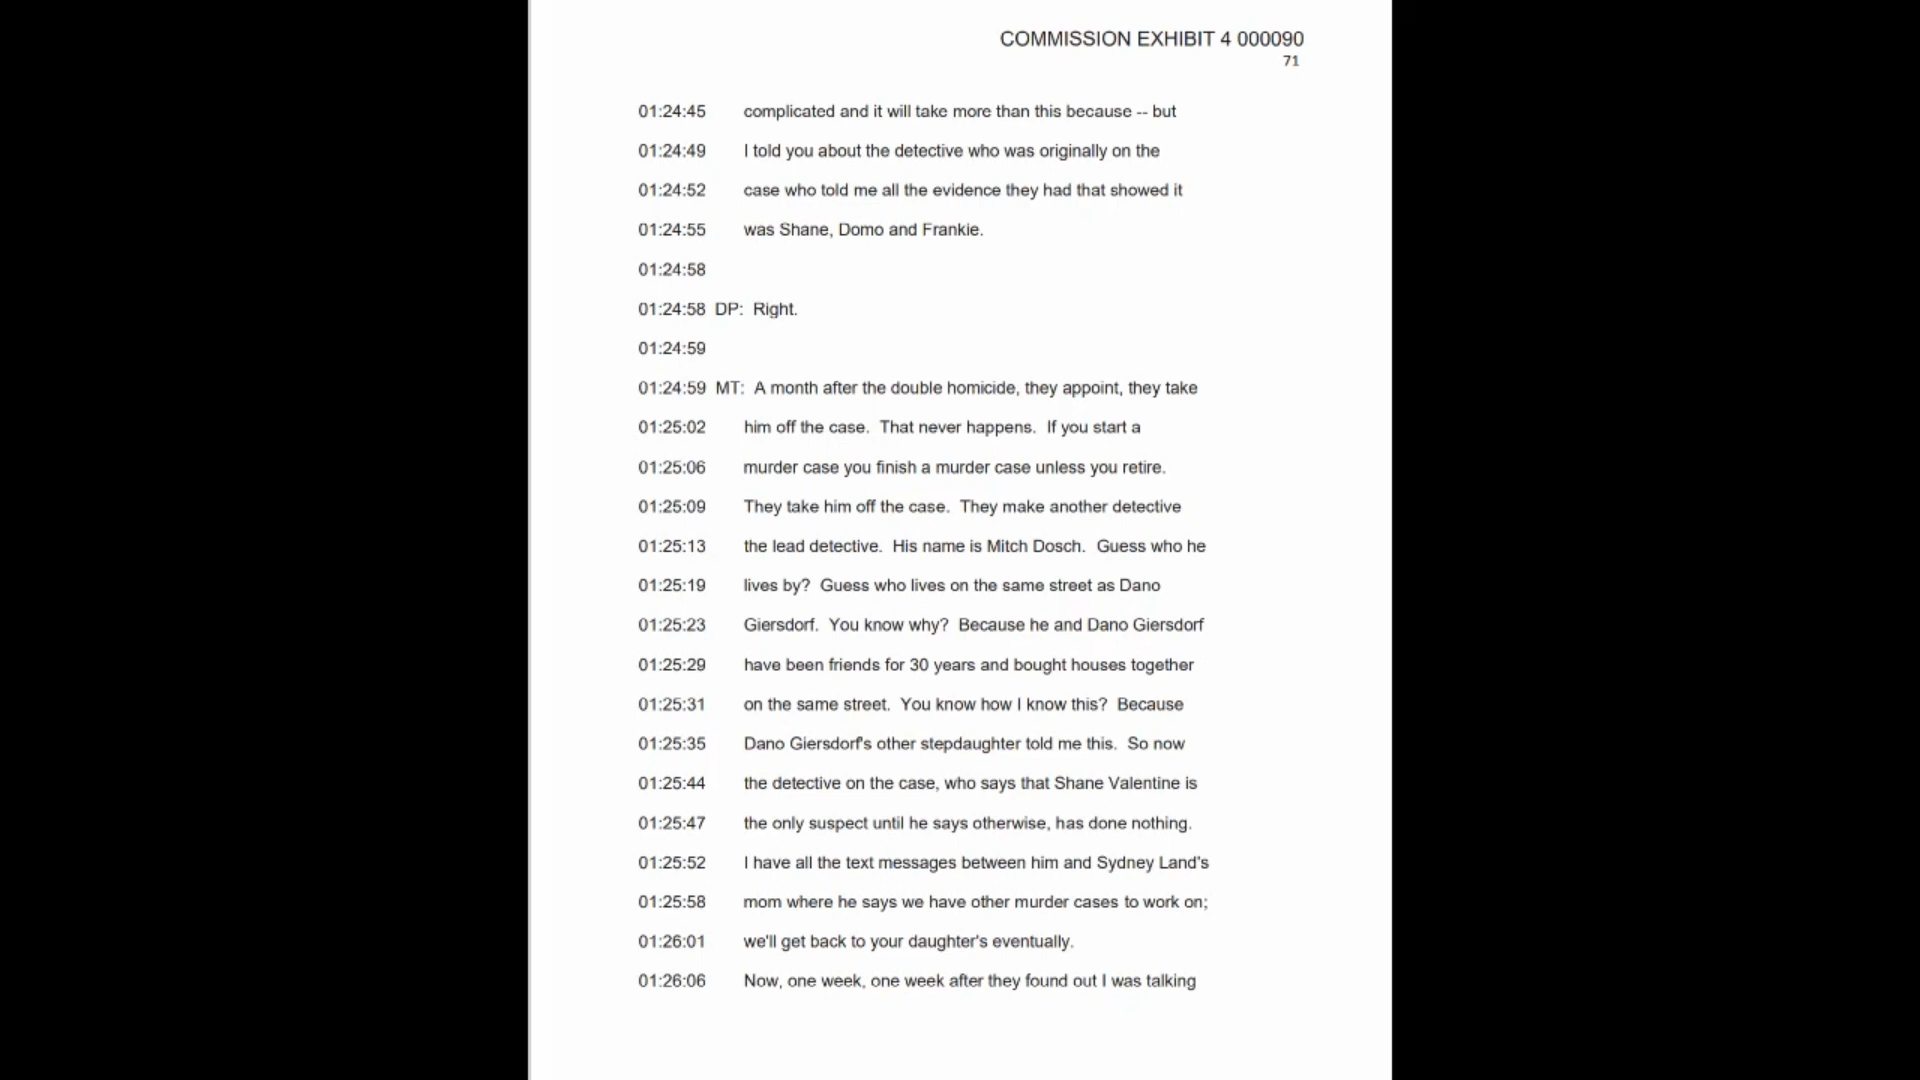 COMMISSION EXHIBIT 4 000090
71
01:24:45 complicated and it will take more than this because -- but
01:24:49 I told you about the detective who was originally on the
01:24:52 case who told me all the evidence they had that showed it
01:24:55 was Shane, Domo and Frankie.
01:24:58
01:24:58 DP: Right.
01:24:59
01:24:59 MT: A month after the double homicide, they appoint, they take
01:25:02 him off the case. That never happens. If you start a
01:25:06 murder case you finish a murder case unless you retire.
01:25:09 They take him off the case. They make another detective
01:25:13 the lead detective. His name is Mitch Dosch. Guess who he
01:25:19 lives by? Guess who lives on the same street as Dano
01:25:23 Giersdorf. You know why? Because he and Dano Giersdorf
01:25:29 have been friends for 30 years and bought houses together
01:25:31 on the same street. You know how I know this? Because
01:25:35 Dano Giersdorf's other stepdaughter told me this. So now
01:25:44 the detective on the case, who says that Shane Valentine is
01:25:47 the only suspect until he says otherwise, has done nothing.
01:25:52 I have all the text messages between him and Sydney Land's
01:25:58 mom where he says we have other murder cases to work on;
01:26:01 we'll get back to your daughter's eventually.
01:26:06 Now, one week, one week after they found out I was talking